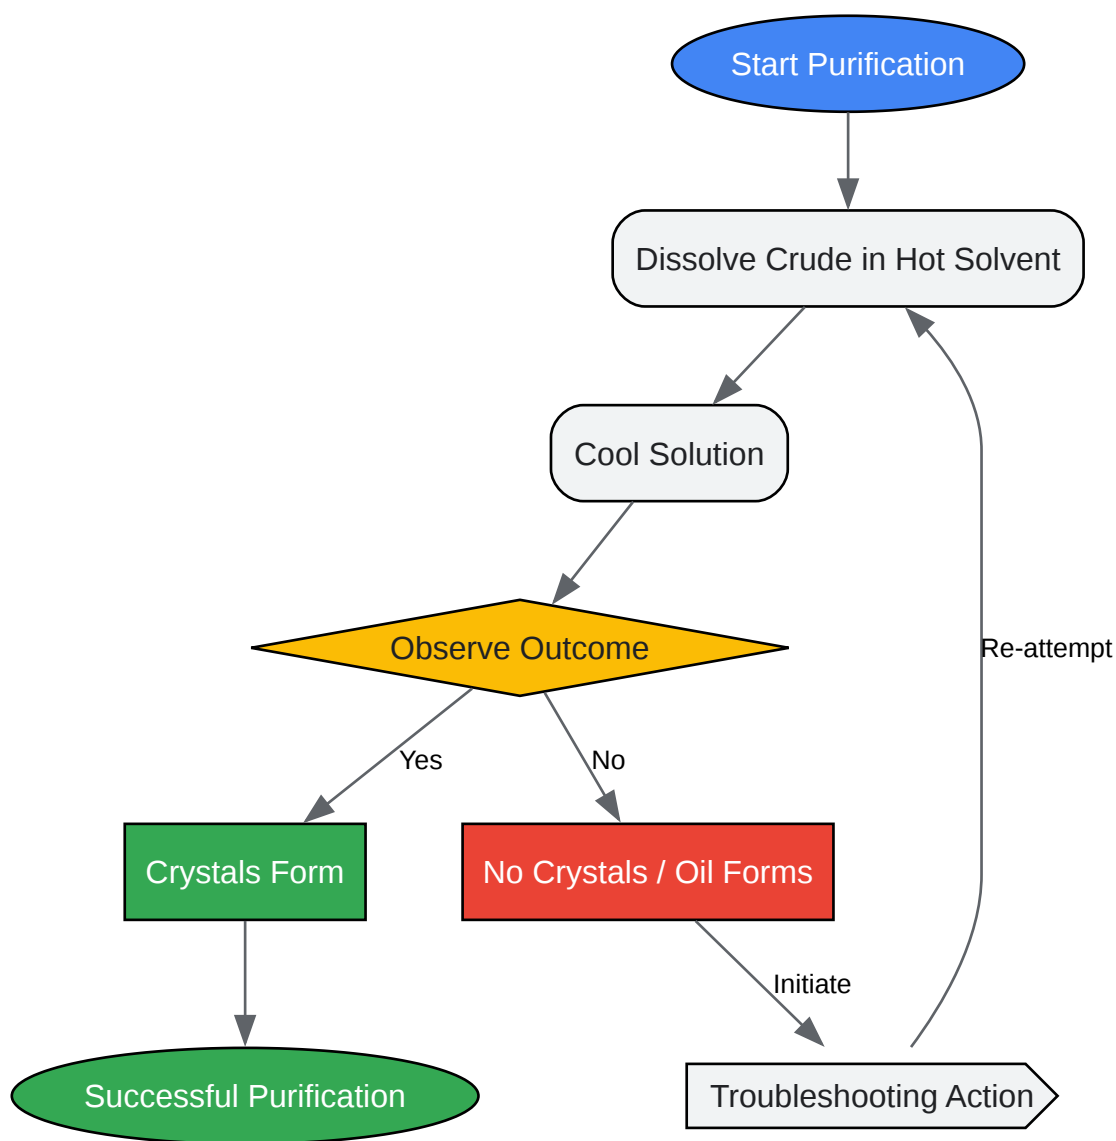 Start Purification
Dissolve Crude in Hot Solvent
Cool Solution
Observe Outcome
Re-attempt
Yes
No
Crystals Form
No Crystals / Oil Forms
Initiate
Successful Purification
Troubleshooting Action